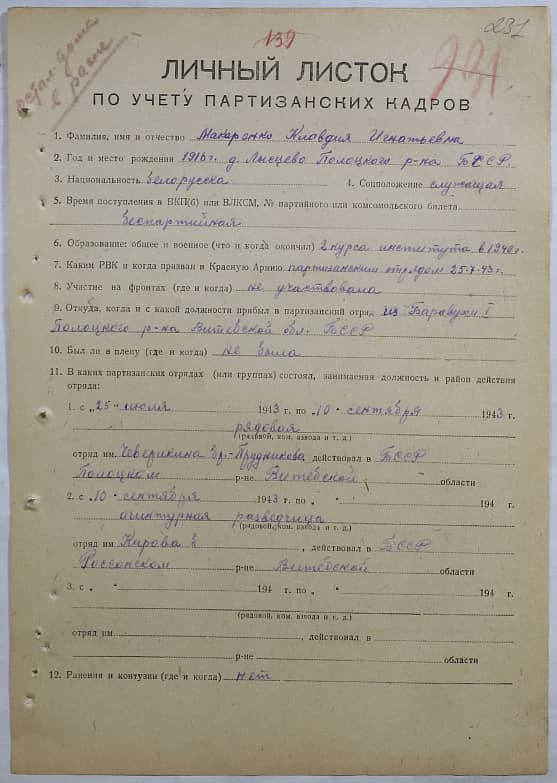 139
231
231
остал. дома
в расп.
ЛИЧНЫЙ ЛИСТОК
ПО УЧЕТУ ПАРТИЗАНСКИХ КАДРОВ
1. Фамилия, имя и отчество Макаренко Клавдия Игнатьевна
2. Год и место рождения 1916 г. д. Лысцево Полоцкого р-на БССР.
3. Национальность белорусска 4. Соцположение служащая
5. Время поступления в ВКП(б) или ВЛКСМ, № партийного или комсомольского билета
беспартийная
6. Образование: общее и военное (что и когда окончил) 2 курса института в 1940 г.
7. Каким РВК и когда призван в Красную Армию партизанским отрядом 25-7-43 г.
8. Участие на фронтах (где и когда) не участвовала
9. Откуда, когда и с какой должности прибыл в партизанский отряд из Баравухи I
Полоцкого р-на Витебской обл. БССР
10. Был ли в плену (где и когда) не была
11. В каких партизанских отрядах (или группах) состоял, занимаемая должность и район действия
отряда:
1. с „25“ июля 1943 г. по „10“ сентября 1943 г.
рядовая
(рядовой, ком. взвода и т. д.)
отряд им. Чеверикина бр.-Прудникова действовал в БССР
Полоцком р-не Витебской области
2. с „10“ сентября 1943 г. по „ “ 194 г.
агинтурная разведчица
(рядовой, ком. взвода и т. д.)
отряд им Кирова , действовал в БССР
Россонском р-не Витебской области
3. с „ “ 194 г. по „ “ 194 г.
(рядовой, ком. взвода и т. д.)
отряд им. , действовал в
р-не области
12. Ранения и контузии (где и когда) нет